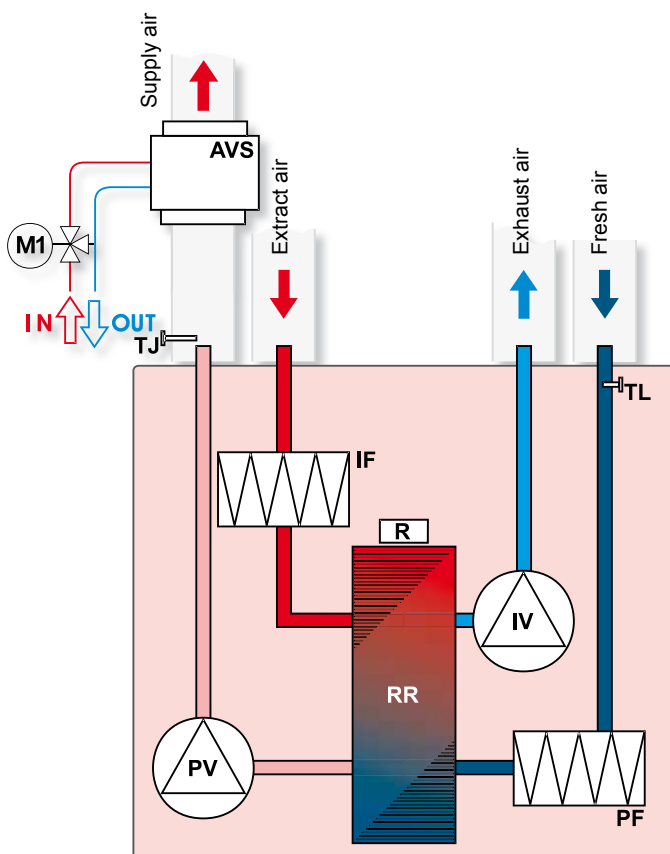 Supply air
AVS
Extract air
Exhaust air
Fresh air
M1
IN
OUT
TJ
TL
IF
R
IV
RR
PV
PF